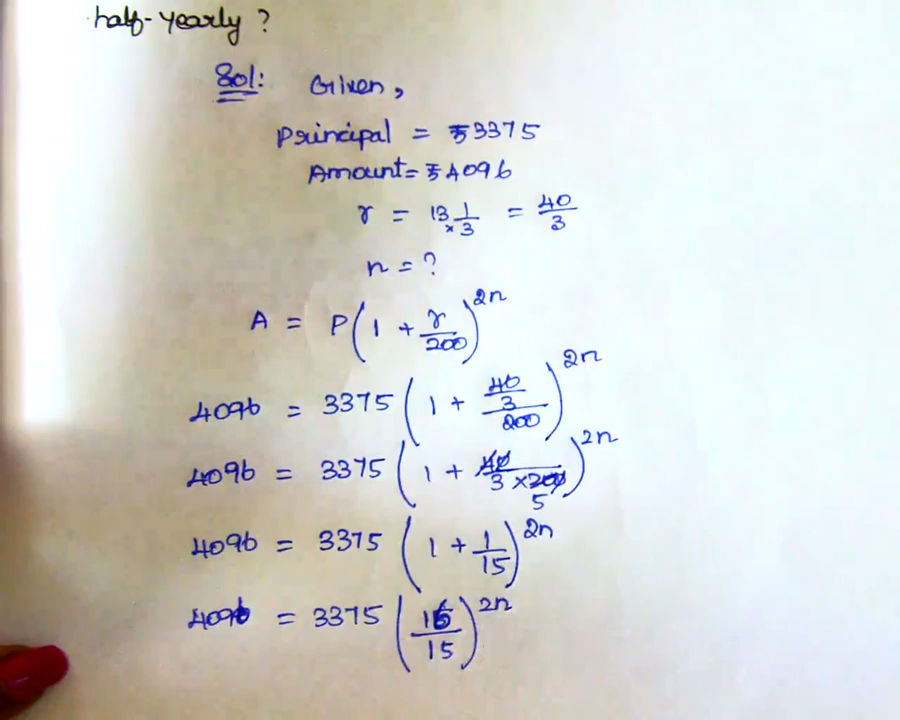 half-yearly ?
Sol: Given,
Principal = ₹3375
Amount = ₹4096
r = 13 1/3 = 40/3
n = ?
A = P(1 + r/200)^2n
4096 = 3375 (1 + 40/3/200)^2n
4096 = 3375 (1 + 40/3×200 5)^2n
4096 = 3375 (1 + 1/15)^2n
4096 = 3375 (16/15)^2n